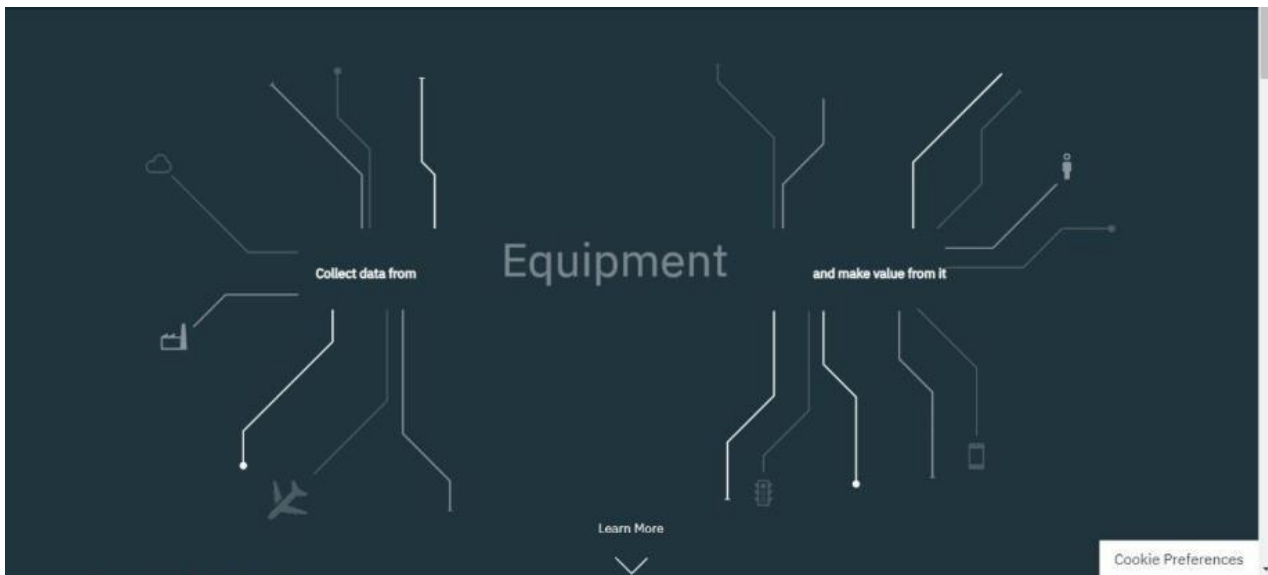 Collect data from Equipment and make value from it
Learn More
Cookie Preferences